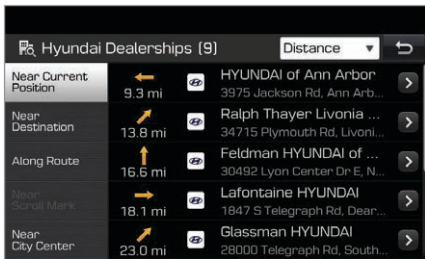 Hyundai Dealerships (9)
Distance
Near Current
Position
9.3 mi
HYUNDAI of Ann Arbor
3975 Jackson Rd, Ann Arb...
Near
Destination
13.8 mi
Ralph Thayer Livonia ...
34715 Plymouth Rd, Livoni...
Along Route
16.6 mi
Feldman HYUNDAI of ...
30492 Lyon Center Dr E, N...
Near
Scroll Mark
18.1 mi
Lafontaine HYUNDAI
1847 S Telegraph Rd, Dear...
Near
City Center
23.0 mi
Glassman HYUNDAI
28000 Telegraph Rd, South...